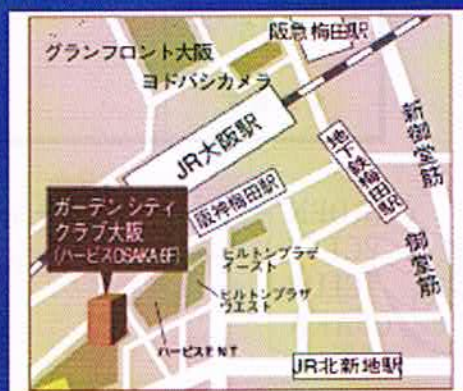 阪急 梅田駅
グランフロント大阪
ヨドバシカメラ
JR大阪駅
新御堂筋
地下鉄梅田駅
阪神梅田駅
御堂筋
ガーデンシティ
クラブ大阪
(ハービスOSAKA 6F)
ヒルトンプラザ
イースト
ヒルトンプラザ
ウエスト
ハービスENT.
JR北新地駅